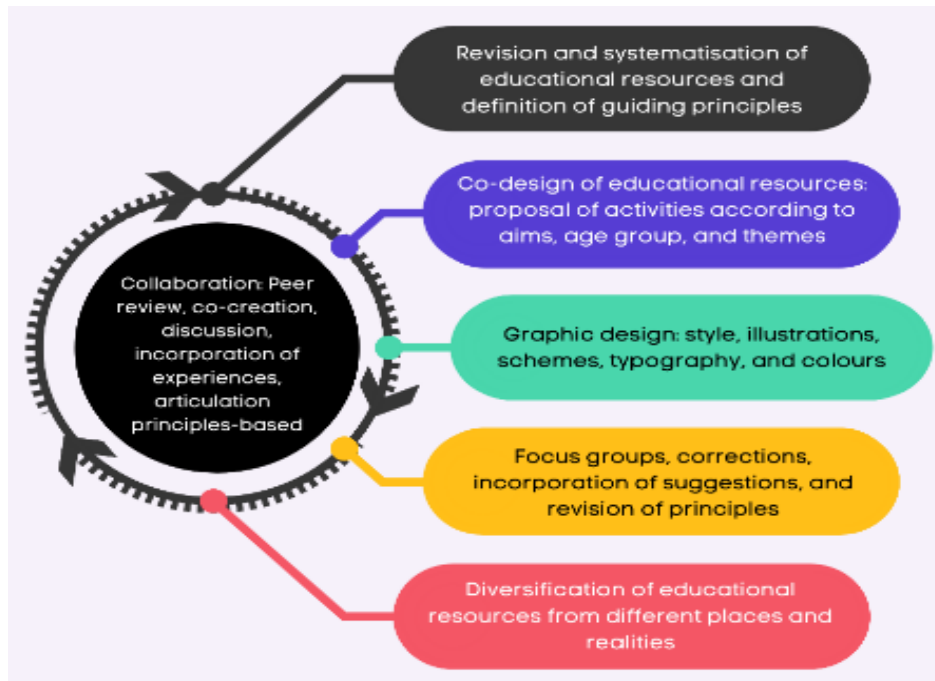 Revision and systematisation of
educational resources and
definition of guiding principles
Co-design of educational resources:
proposal of activities according to
aims, age group, and themes
Collaboration: Peer
review, co-creation,
discussion,
incorporation of
experiences,
articulation
principles-based
Graphic design: style, illustrations,
schemes, typography, and colours
Focus groups, corrections,
incorporation of suggestions, and
revision of principles
Diversification of educational
resources from different places and
realities